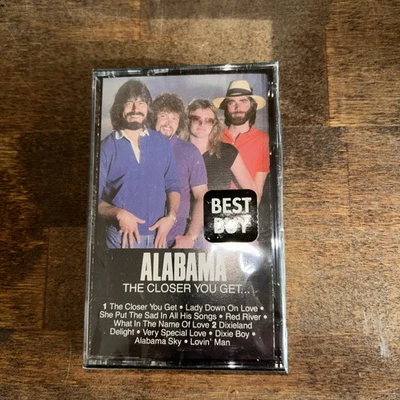 BEST
BUY
ALABAMA
THE CLOSER YOU GET...
1 The Closer You Get • Lady Down On Love •
She Put The Sad In All His Songs • Red River •
What In The Name Of Love 2 Dixieland
Delight • Very Special Love • Dixie Boy •
Alabama Sky • Lovin' Man